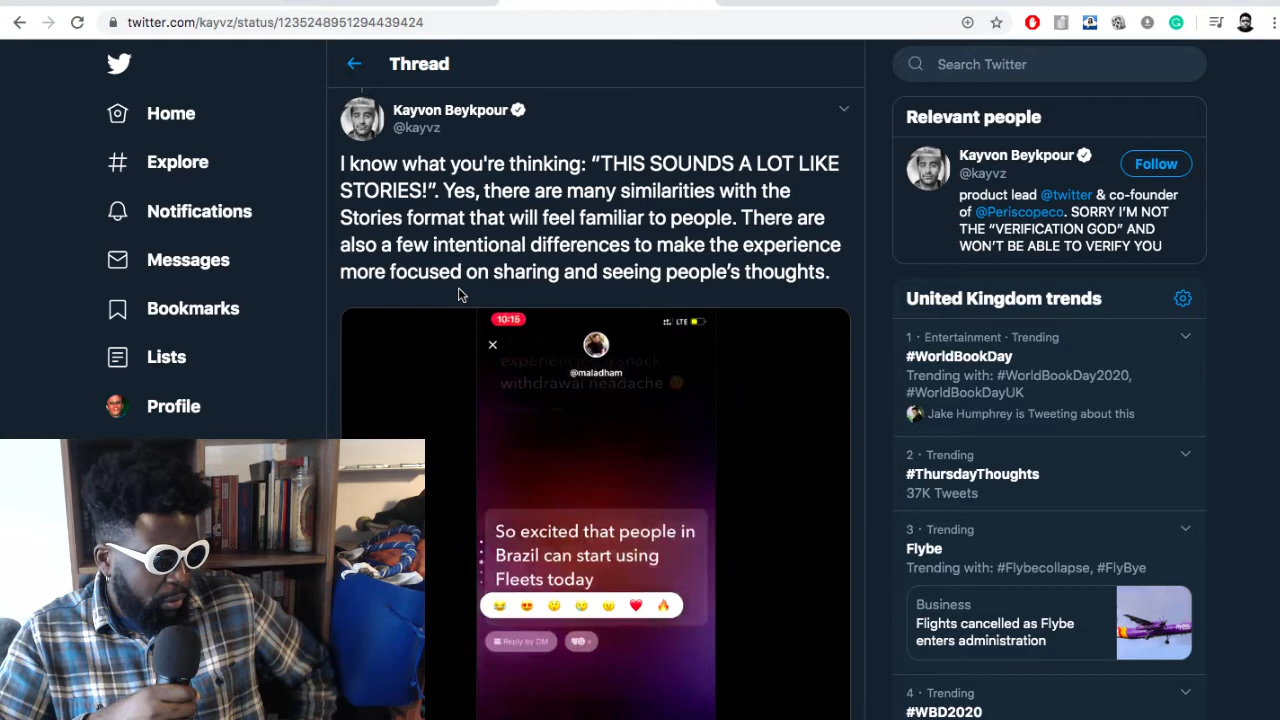 twitter.com/kayvz/status/1235248951294439424
Home
Explore
Notifications
Messages
Bookmarks
Lists
Profile
Thread
Kayvon Beykpour
@kayvz
I know what you're thinking: “THIS SOUNDS A LOT LIKE
STORIES!”. Yes, there are many similarities with the
Stories format that will feel familiar to people. There are
also a few intentional differences to make the experience
more focused on sharing and seeing people’s thoughts.
10:15
LTE
@maladham
withdrawal headache
So excited that people in
Brazil can start using
Fleets today
Reply by DM
Search Twitter
Relevant people
Kayvon Beykpour
@kayvz
Follow
product lead @twitter & co-founder
of @Periscopeco. SORRY I’M NOT
THE “VERIFICATION GOD” AND
WON’T BE ABLE TO VERIFY YOU
United Kingdom trends
1 · Entertainment · Trending
#WorldBookDay
Trending with: #WorldBookDay2020,
#WorldBookDayUK
Jake Humphrey is Tweeting about this
2 · Trending
#ThursdayThoughts
37K Tweets
3 · Trending
Flybe
Trending with: #Flybecollapse, #FlyBye
Business
Flights cancelled as Flybe
enters administration
4 · Trending
#WBD2020